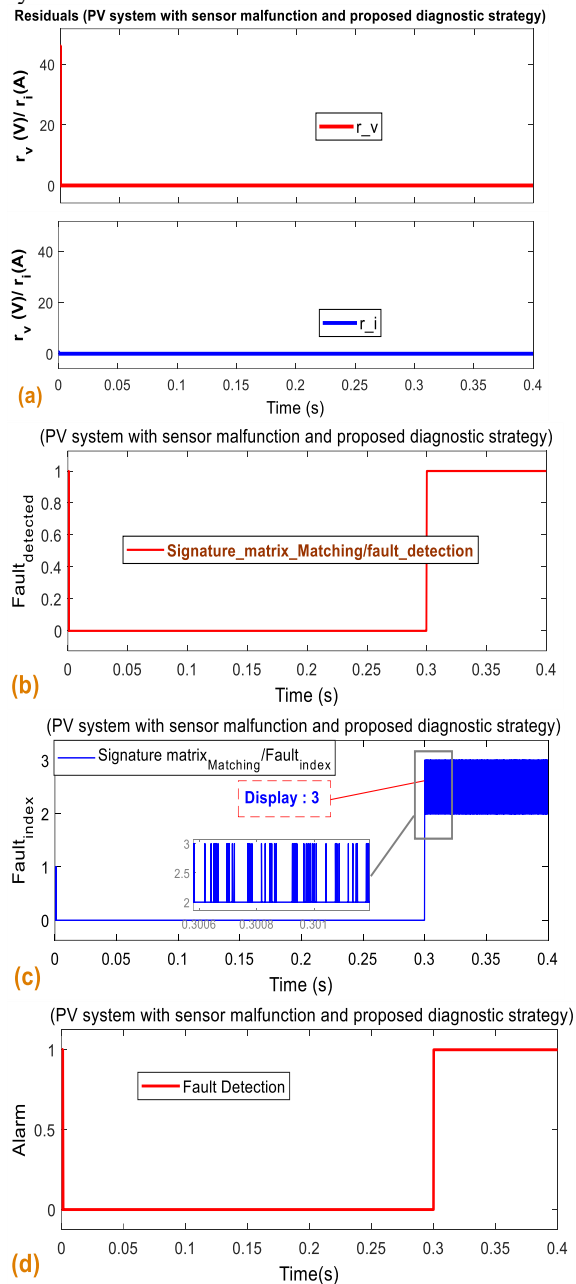 Residuals (PV system with sensor malfunction and proposed diagnostic strategy)
r_v (V)/ r_i(A)
40
20
0
r_v
r_v (V)/ r_i(A)
40
20
0
r_i
0 0.05 0.1 0.15 0.2 0.25 0.3 0.35 0.4
Time (s)
(a)
(PV system with sensor malfunction and proposed diagnostic strategy)
Fault_detected
1
0.8
0.6
0.4
0.2
0
Signature_matrix_Matching/fault_detection
0 0.05 0.1 0.15 0.2 0.25 0.3 0.35 0.4
Time (s)
(b)
(PV system with sensor malfunction and proposed diagnostic strategy)
Fault_index
3
2
1
0
Signature matrix_Matching/Fault_index
Display : 3
3
2.5
2
0.3006 0.3008 0.301
0 0.05 0.1 0.15 0.2 0.25 0.3 0.35 0.4
Time (s)
(c)
(PV system with sensor malfunction and proposed diagnostic strategy)
Alarm
1
0.5
0
Fault Detection
0 0.05 0.1 0.15 0.2 0.25 0.3 0.35 0.4
Time(s)
(d)